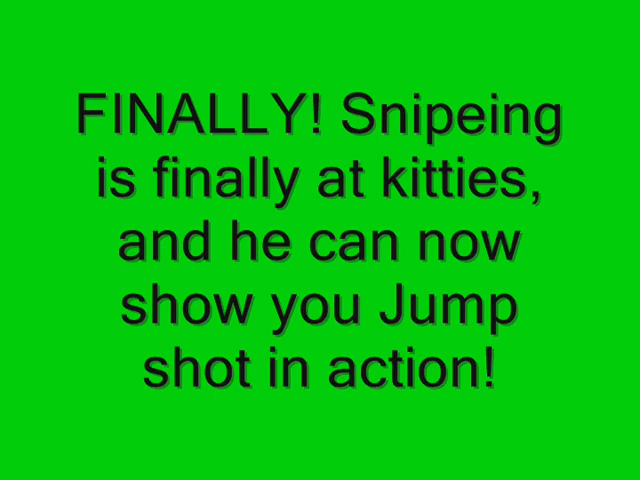 FINALLY! Snipeing
is finally at kitties,
and he can now
show you Jump
shot in action!